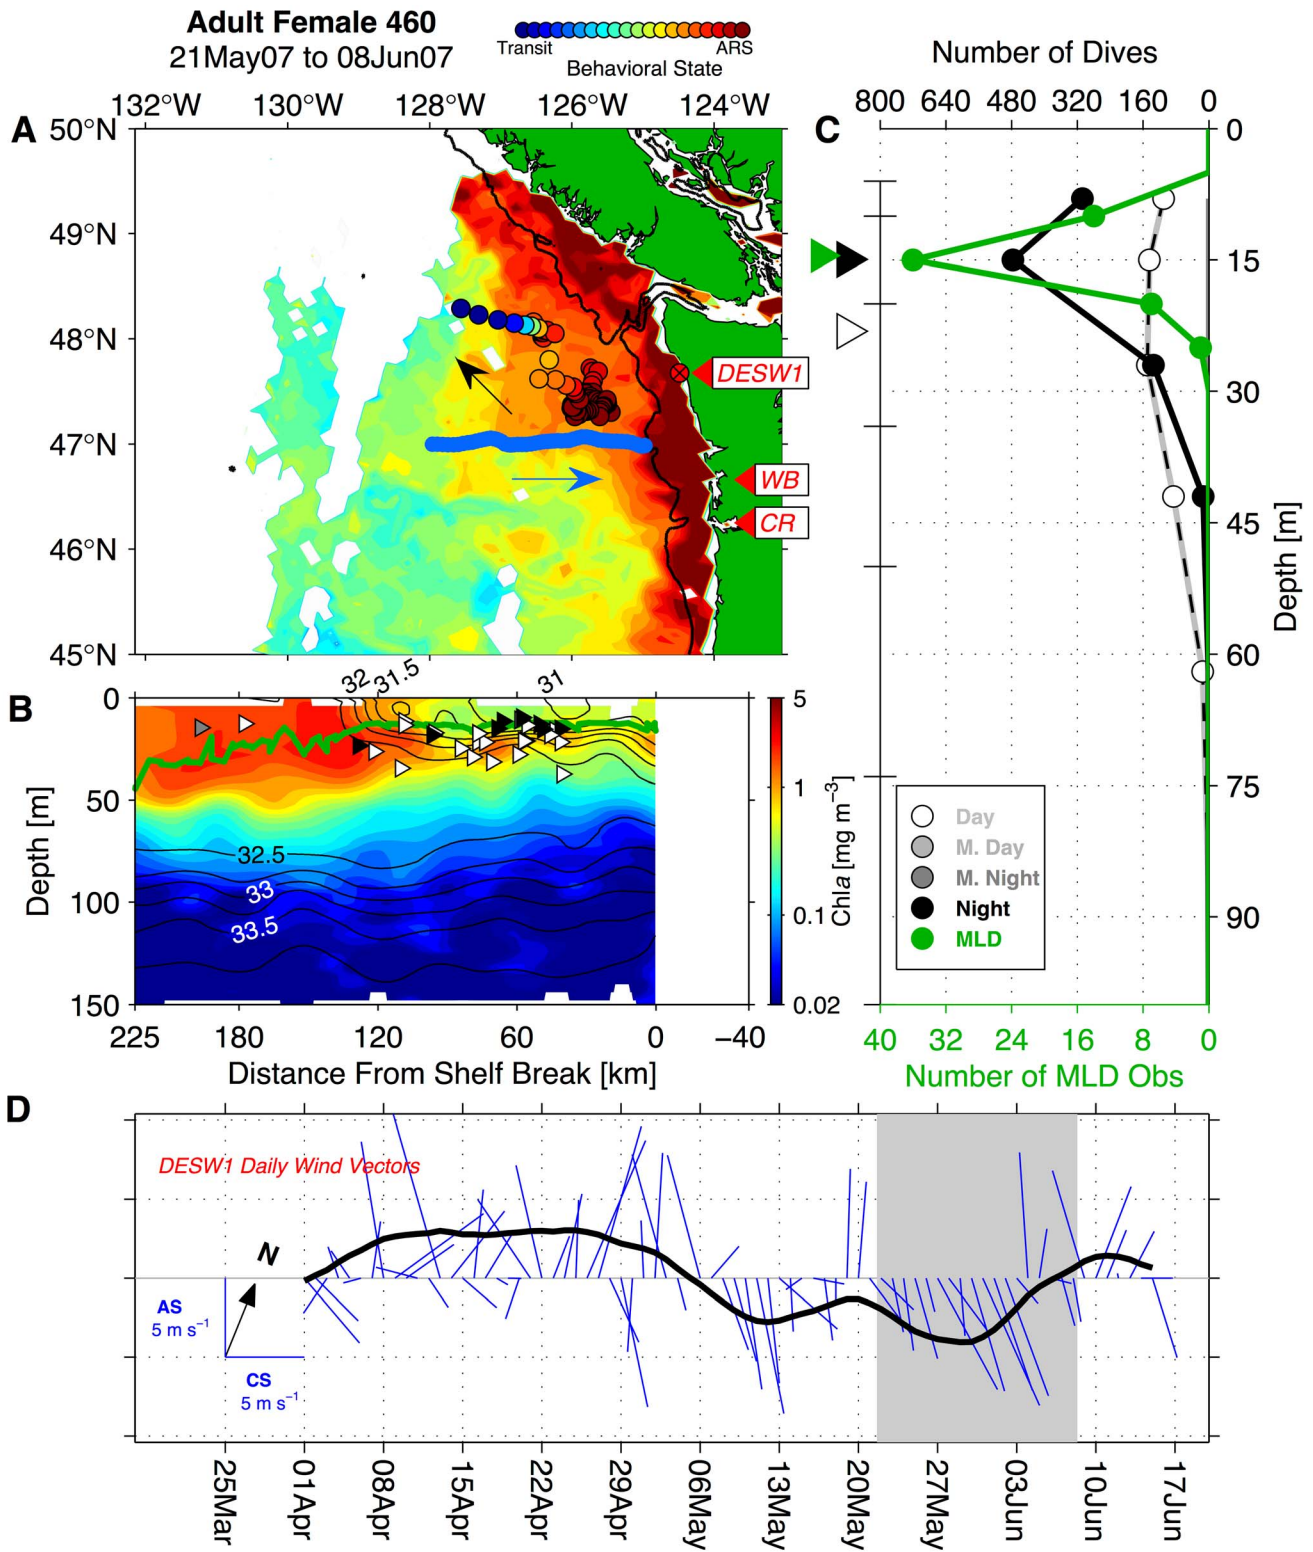 Adult Female 460
21May07 to 08Jun07
Transit
ARS
Behavioral State
132°W 130°W 128°W 126°W 124°W
A
50°N
49°N
48°N
47°N
46°N
45°N
DESW1
WB
CR
Number of Dives
800 640 480 320 160 0
C
0
15
30
45
60
75
90
Depth [m]
Day
M. Day
M. Night
Night
MLD
40 32 24 16 8 0
Number of MLD Obs
B
32 31.5 31
0
50
100
150
Depth [m]
32.5
33
33.5
225 180 120 60 0 −40
Distance From Shelf Break [km]
5
1
0.1
0.02
Chla [mg m−3]
D
DESW1 Daily Wind Vectors
N
AS
5 m s−1
CS
5 m s−1
25Mar 01Apr 08Apr 15Apr 22Apr 29Apr 06May 13May 20May 27May 03Jun 10Jun 17Jun